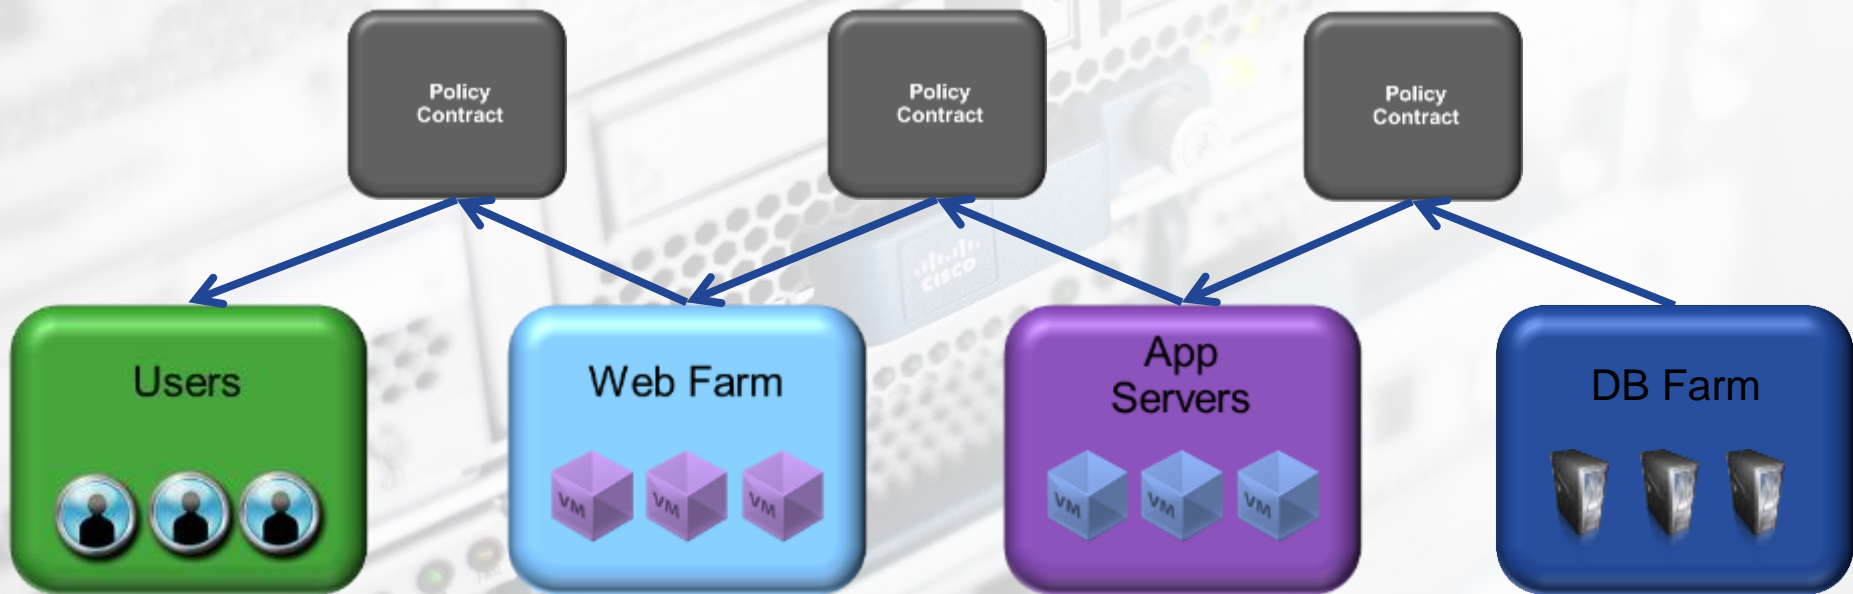 Policy
Contract
Policy
Contract
Policy
Contract
CISCO
Users
Web Farm
App
Servers
DB Farm
VM
VM
VM
VM
VM
VM